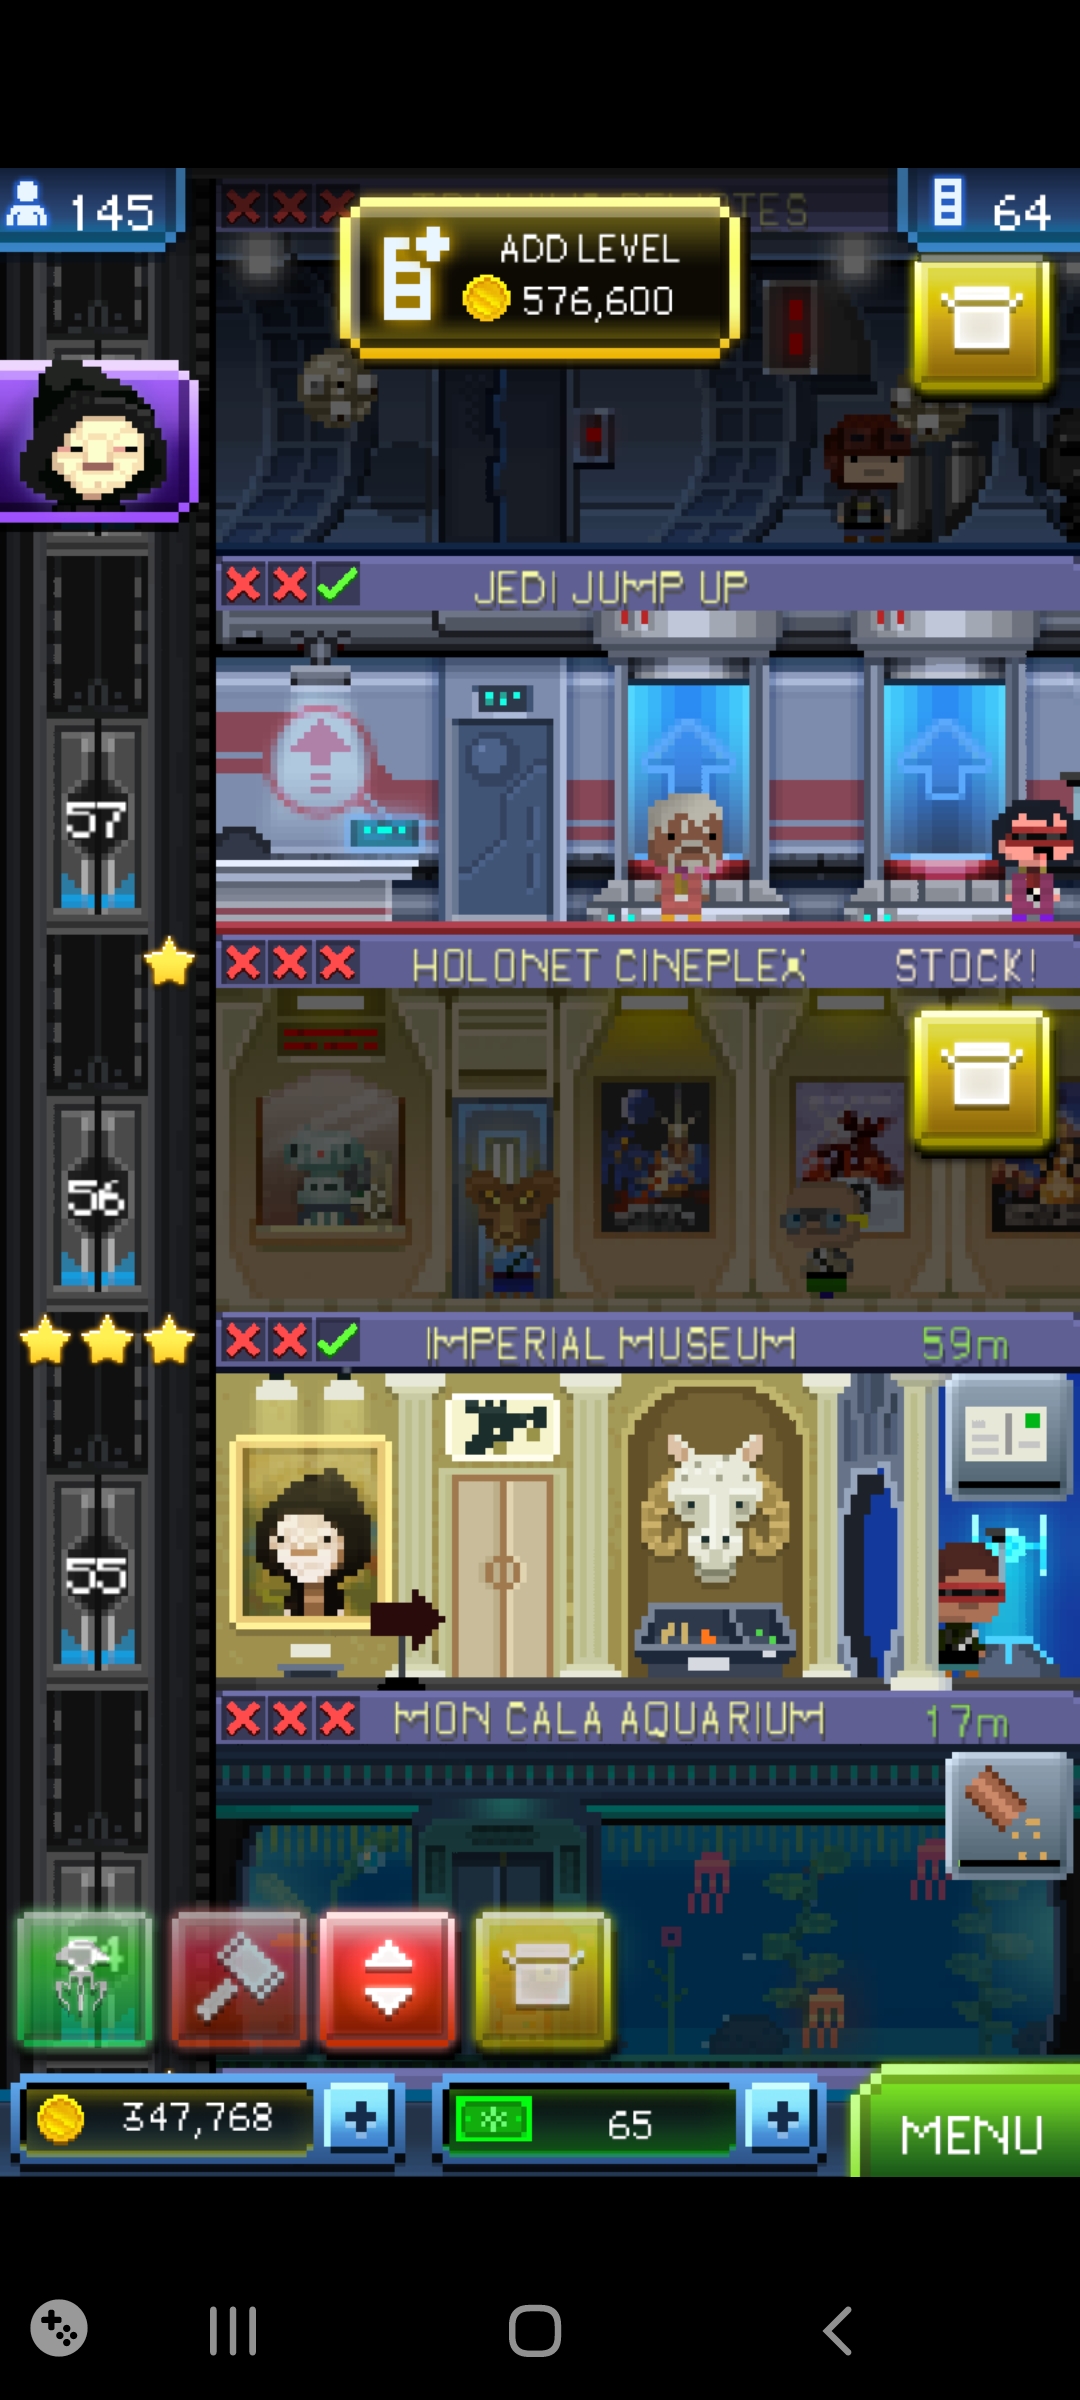 145
64
ADD LEVEL
576,600
JEDI JUMP UP
57
HOLONET CINEPLEX STOCK!
56
IMPERIAL MUSEUM 59m
55
MON CALA AQUARIUM 17m
347,768
65
MENU